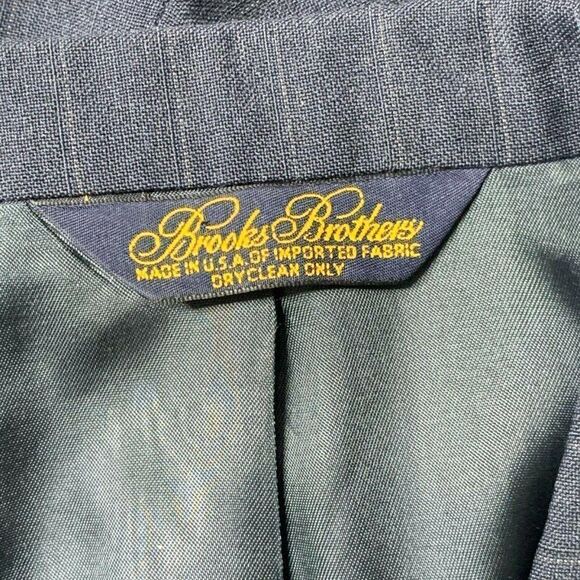 Brooks Brothers
MADE IN U.S.A. OF IMPORTED FABRIC
DRYCLEAN ONLY